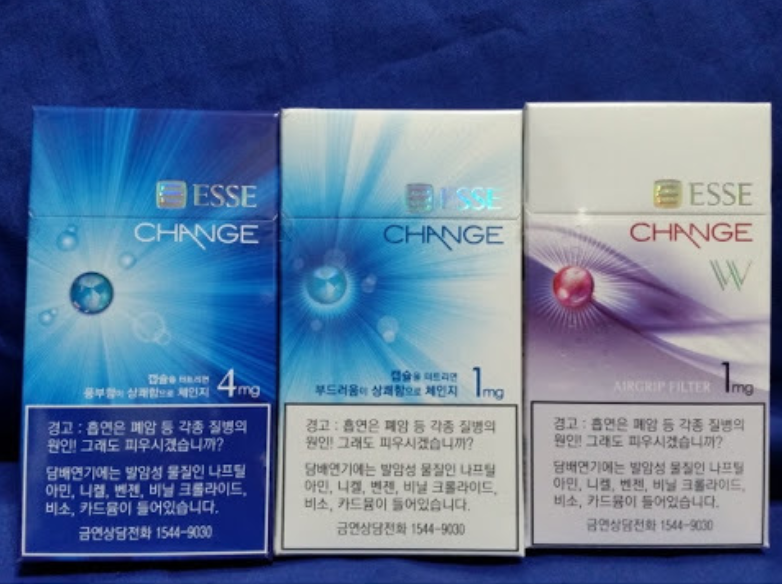 ESSE
CHANGE
캡슐을 터트리면
풍부함이 상쾌함으로 체인지 4mg
경고 : 흡연은 폐암 등 각종 질병의
원인! 그래도 피우시겠습니까?
담배연기에는 발암성 물질인 나프틸
아민, 니켈, 벤젠, 비닐 크롤라이드,
비소, 카드뮴이 들어있습니다.
금연상담전화 1544-9030
ESSE
CHANGE
캡슐을 터트리면
부드러움이 상쾌함으로 체인지 1mg
경고 : 흡연은 폐암 등 각종 질병의
원인! 그래도 피우시겠습니까?
담배연기에는 발암성 물질인 나프틸
아민, 니켈, 벤젠, 비닐 크롤라이드,
비소, 카드뮴이 들어있습니다.
금연상담전화 1544-9030
ESSE
CHANGE
W
AIRGRIP FILTER 1mg
경고 : 흡연은 폐암 등 각종 질병의
원인! 그래도 피우시겠습니까?
담배연기에는 발암성 물질인 나프틸
아민, 니켈, 벤젠, 비닐 크롤라이드,
비소, 카드뮴이 들어있습니다.
금연상담전화 1544-9030